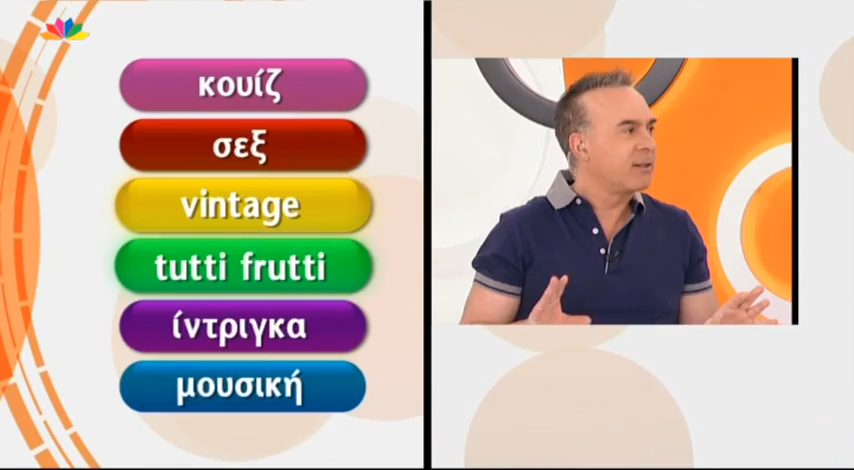 κουίζ
σεξ
vintage
tutti frutti
ίντριγκα
μουσική